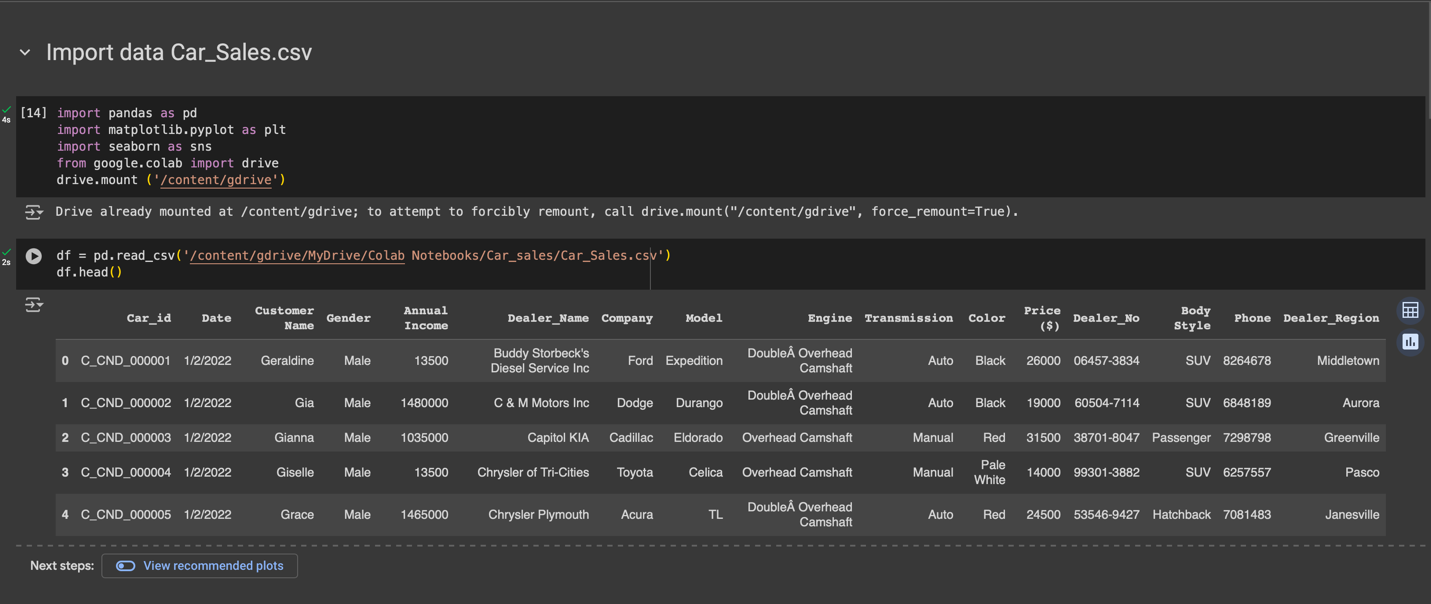 Import data Car_Sales.csv
4s
[14] import pandas as pd
import matplotlib.pyplot as plt
import seaborn as sns
from google.colab import drive
drive.mount ('/content/gdrive')
Drive already mounted at /content/gdrive; to attempt to forcibly remount, call drive.mount("/content/gdrive", force_remount=True).
2s
df = pd.read_csv('/content/gdrive/MyDrive/Colab Notebooks/Car_sales/Car_Sales.csv')
df.head()
Car_id Date Customer Name Gender Annual Income Dealer_Name Company Model Engine Transmission Color Price ($) Dealer_No Body Style Phone Dealer_Region
0 C_CND_000001 1/2/2022 Geraldine Male 13500 Buddy Storbeck's Diesel Service Inc Ford Expedition DoubleÂ Overhead Camshaft Auto Black 26000 06457-3834 SUV 8264678 Middletown
1 C_CND_000002 1/2/2022 Gia Male 1480000 C & M Motors Inc Dodge Durango DoubleÂ Overhead Camshaft Auto Black 19000 60504-7114 SUV 6848189 Aurora
2 C_CND_000003 1/2/2022 Gianna Male 1035000 Capitol KIA Cadillac Eldorado Overhead Camshaft Manual Red 31500 38701-8047 Passenger 7298798 Greenville
3 C_CND_000004 1/2/2022 Giselle Male 13500 Chrysler of Tri-Cities Toyota Celica Overhead Camshaft Manual Pale White 14000 99301-3882 SUV 6257557 Pasco
4 C_CND_000005 1/2/2022 Grace Male 1465000 Chrysler Plymouth Acura TL DoubleÂ Overhead Camshaft Auto Red 24500 53546-9427 Hatchback 7081483 Janesville
Next steps: View recommended plots